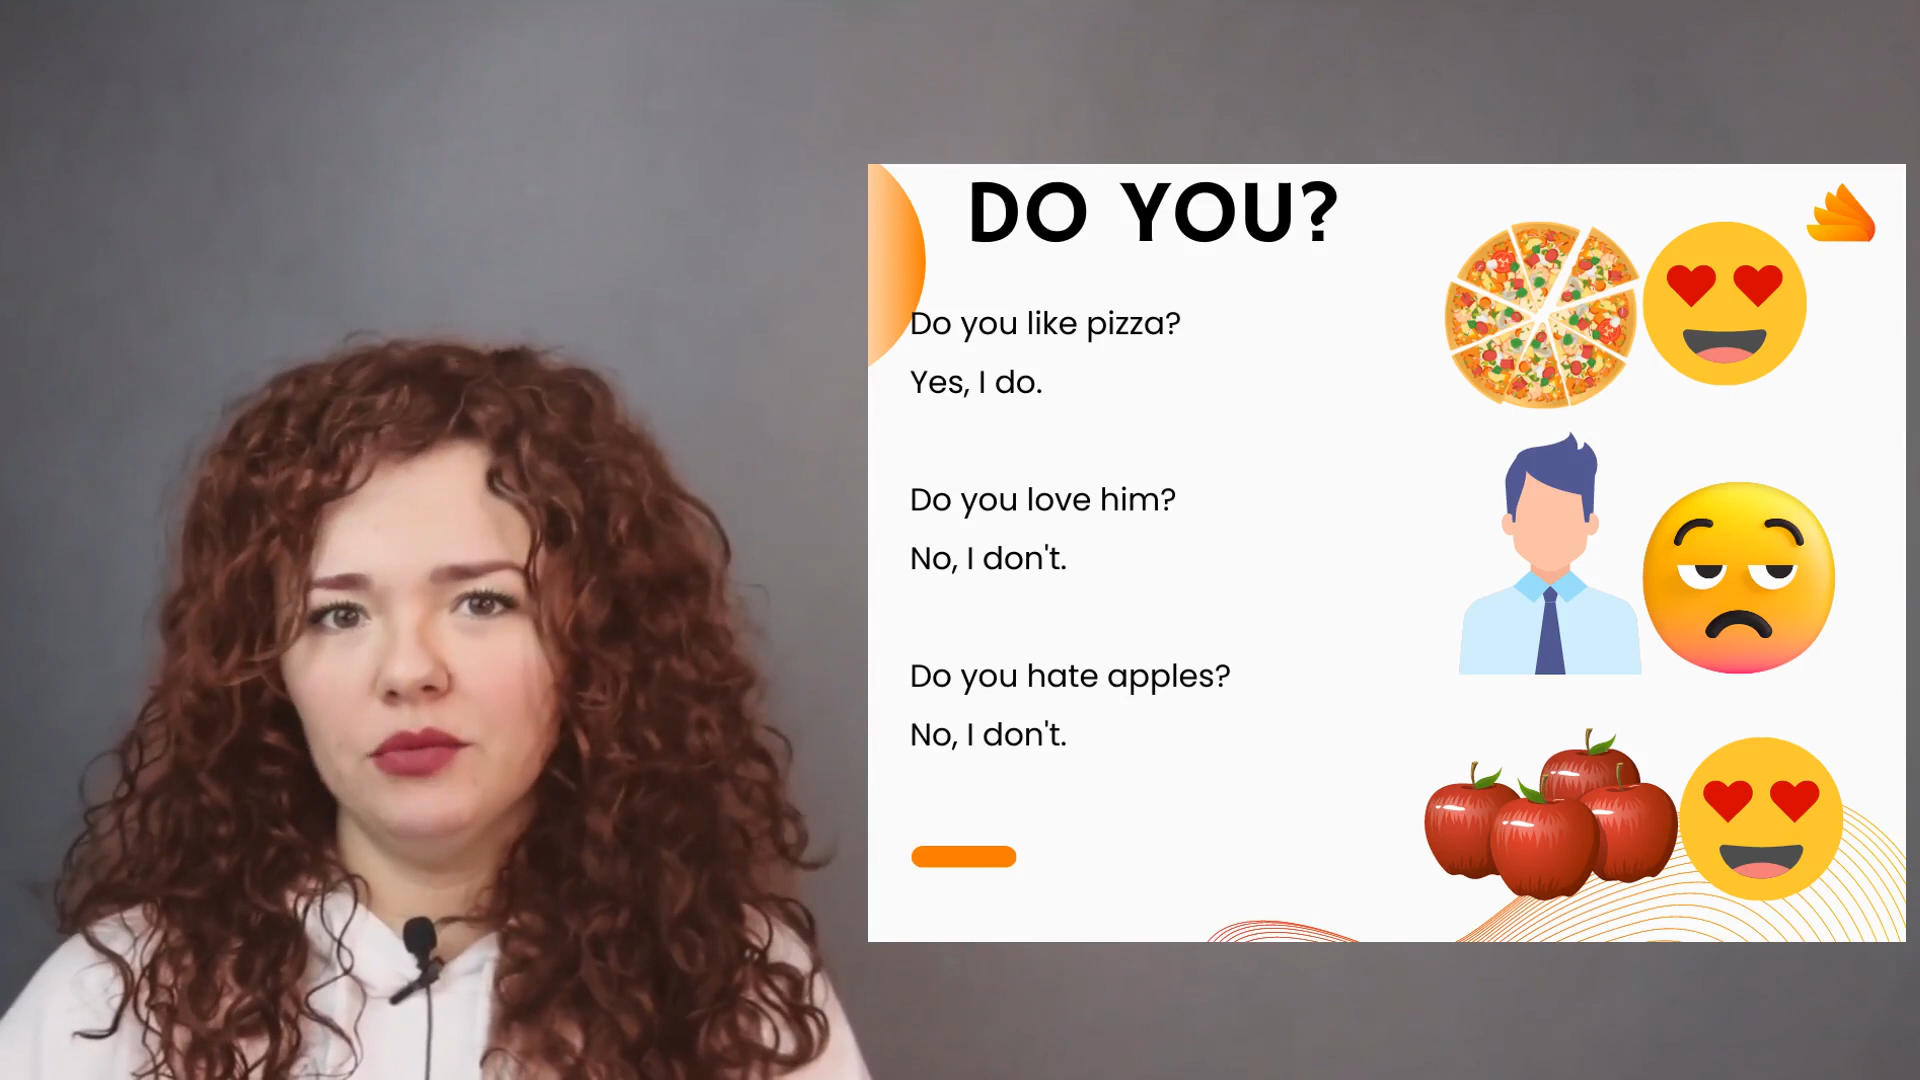 DO YOU?
Do you like pizza?
Yes, I do.
Do you love him?
No, I don't.
Do you hate apples?
No, I don't.